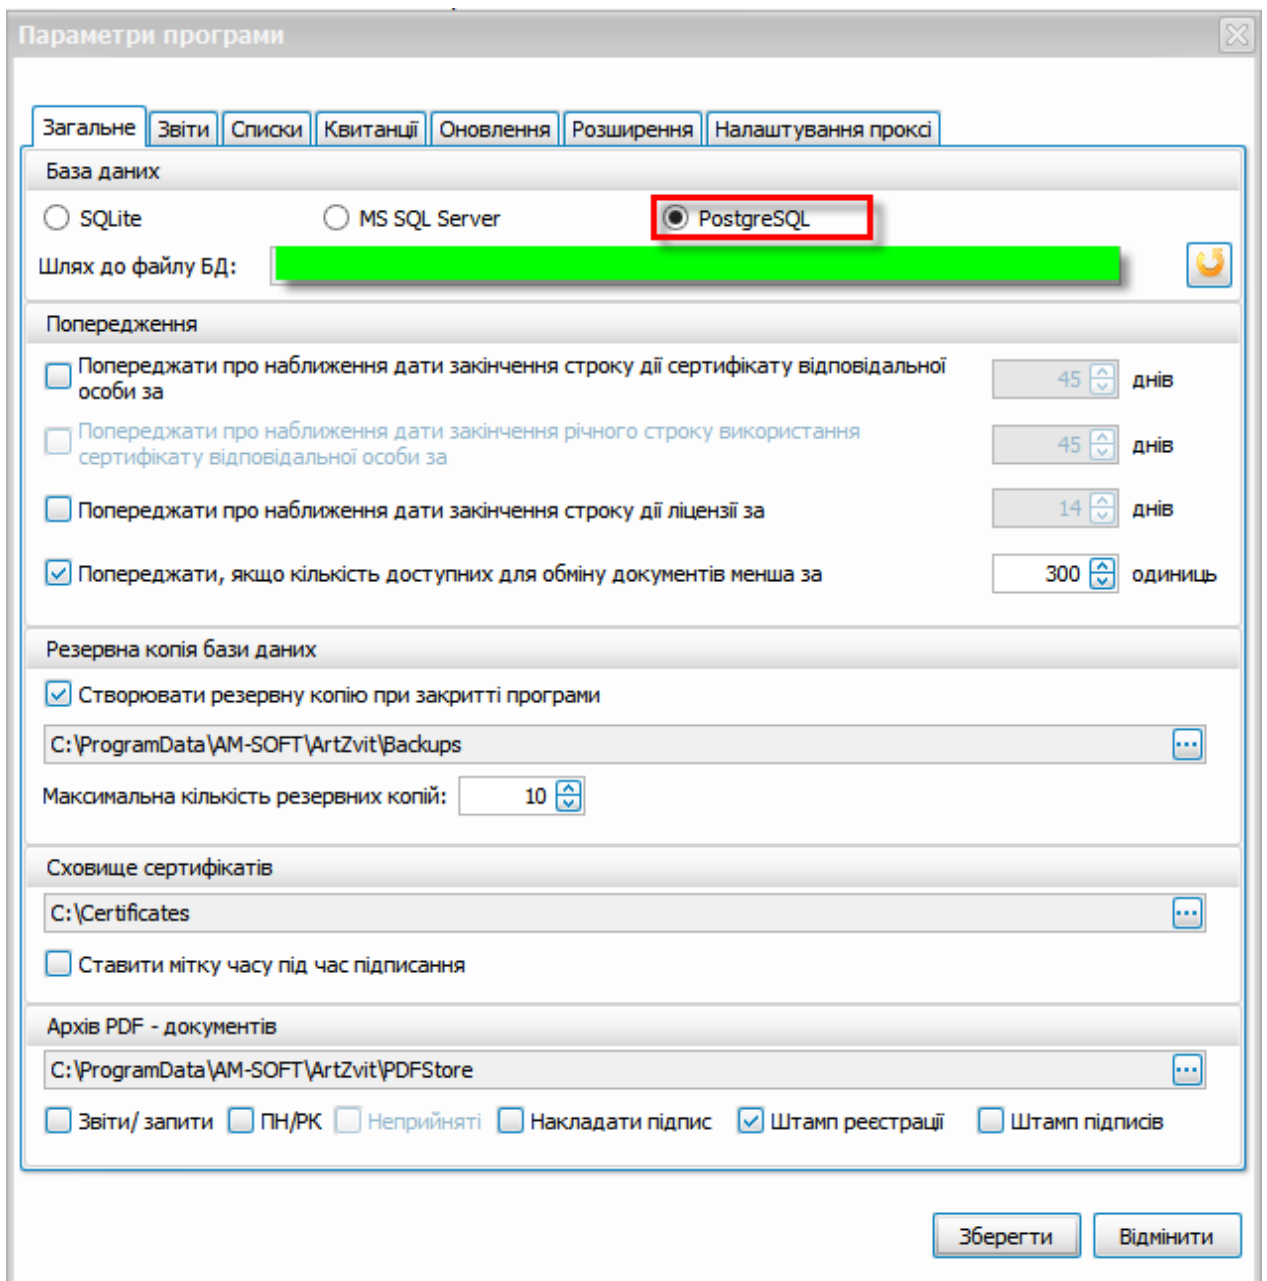 Параметри програми
Загальне Звіти Списки Квитанції Оновлення Розширення Налаштування проксі
База даних
SQLite MS SQL Server PostgreSQL
Шлях до файлу БД:
Попередження
Попереджати про наближення дати закінчення строку дії сертифікату відповідальної
особи за
45 днів
Попереджати про наближення дати закінчення річного строку використання
сертифікату відповідальної особи за
45 днів
Попереджати про наближення дати закінчення строку дії ліцензії за 14 днів
Попереджати, якщо кількість доступних для обміну документів менша за 300 одиниць
Резервна копія бази даних
Створювати резервну копію при закритті програми
C:\ProgramData\AM-SOFT\ArtZvit\Backups
Максимальна кількість резервних копій: 10
Сховище сертифікатів
C:\Certificates
Ставити мітку часу під час підписання
Архів PDF - документів
C:\ProgramData\AM-SOFT\ArtZvit\PDFStore
Звіти/ запити ПН/РК Неприйняті Накладати підпис Штамп реєстрації Штамп підписів
Зберегти Відмінити